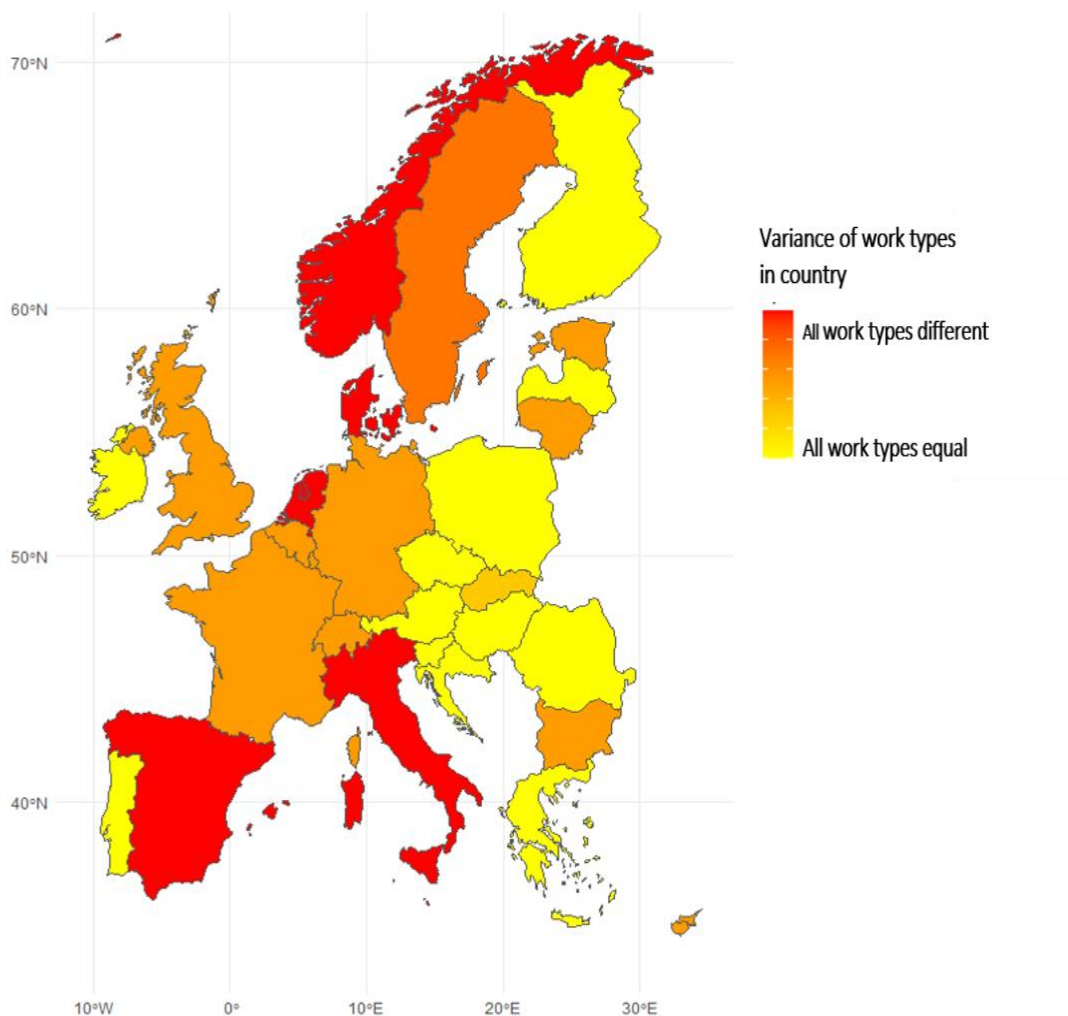 70°N
60°N
50°N
40°N
10°W 0° 10°E 20°E 30°E
Variance of work types
in country
All work types different
All work types equal